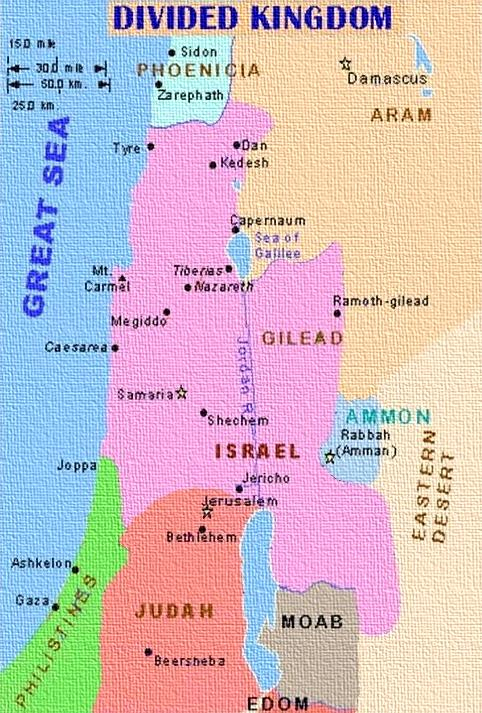 DIVIDED KINGDOM
15.0 mile
30.0 mile
50.0 km.
25.0 km.
Sidon
PHOENICIA
Zarephath
Damascus
ARAM
GREAT SEA
Tyre
Dan
Kedesh
Capernaum
Sea of
Galilee
Tiberias
Mt.
Carmel
Nazareth
Megiddo
Ramoth-gilead
GILEAD
Caesarea
Jordan R.
Samaria
Shechem
AMMON
Rabbah
(Amman)
ISRAEL
EASTERN
DESERT
Joppa
Jericho
Jerusalem
Bethlehem
Ashkelon
Gaza
PHILISTINES
JUDAH
MOAB
Beersheba
EDOM